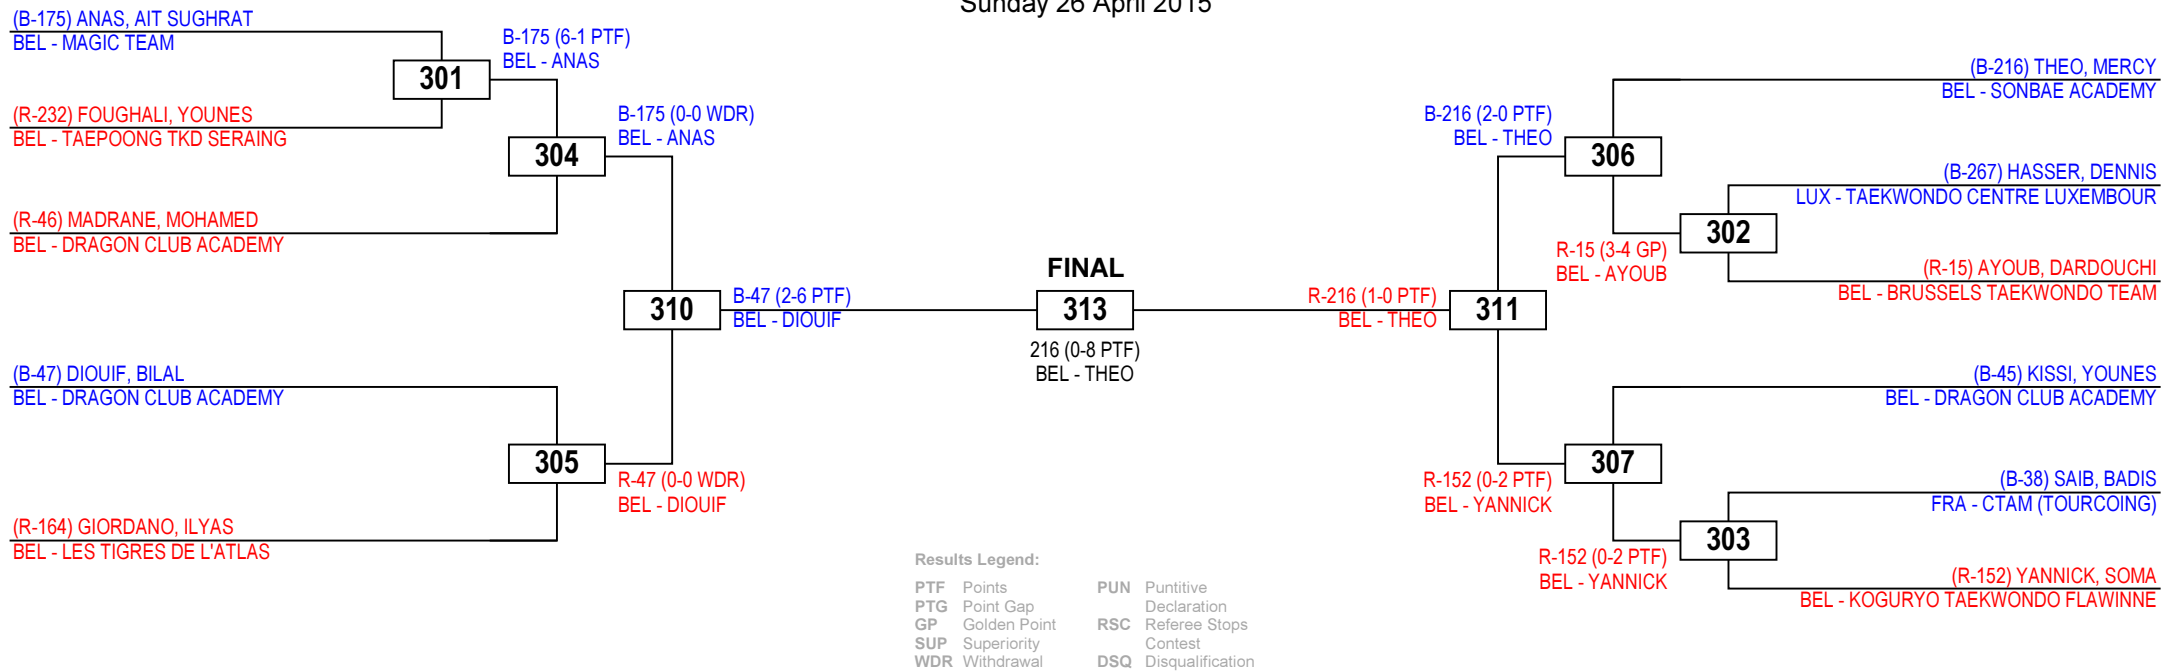 Sunday 26 April 2015
(B-175) ANAS, AIT SUGHRAT
BEL - MAGIC TEAM
B-175 (6-1 PTF)
BEL - ANAS
301
(R-232) FOUGHALI, YOUNES
BEL - TAEPOONG TKD SERAING
B-175 (0-0 WDR)
BEL - ANAS
304
(R-46) MADRANE, MOHAMED
BEL - DRAGON CLUB ACADEMY
310
B-47 (2-6 PTF)
BEL - DIOUIF
(B-47) DIOUIF, BILAL
BEL - DRAGON CLUB ACADEMY
305
R-47 (0-0 WDR)
BEL - DIOUIF
(R-164) GIORDANO, ILYAS
BEL - LES TIGRES DE L'ATLAS
FINAL
313
216 (0-8 PTF)
BEL - THEO
(B-216) THEO, MERCY
BEL - SONBAE ACADEMY
B-216 (2-0 PTF)
BEL - THEO
306
(B-267) HASSER, DENNIS
LUX - TAEKWONDO CENTRE LUXEMBOUR
302
R-15 (3-4 GP)
BEL - AYOUB
(R-15) AYOUB, DARDOUCHI
BEL - BRUSSELS TAEKWONDO TEAM
R-216 (1-0 PTF)
BEL - THEO
311
(B-45) KISSI, YOUNES
BEL - DRAGON CLUB ACADEMY
307
R-152 (0-2 PTF)
BEL - YANNICK
(B-38) SAIB, BADIS
FRA - CTAM (TOURCOING)
303
R-152 (0-2 PTF)
BEL - YANNICK
(R-152) YANNICK, SOMA
BEL - KOGURYO TAEKWONDO FLAWINNE
Results Legend:
PTF Points
PTG Point Gap
GP Golden Point
SUP Superiority
WDR Withdrawal
PUN Puntitive
Declaration
RSC Referee Stops
Contest
DSQ Disqualification